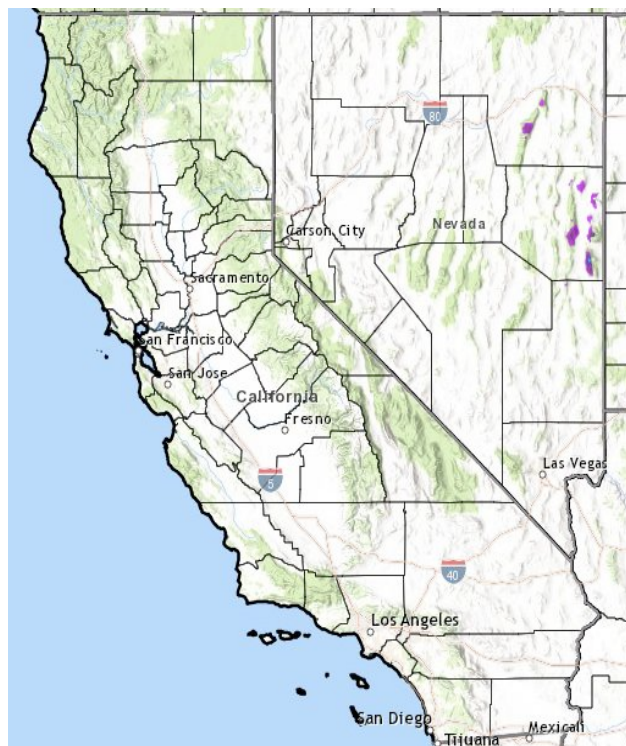 80
Nevada
Carson City
Sacramento
San Francisco
San Jose
California
Fresno
Las Vegas
5
40
Los Angeles
San Diego
Mexicali
Tijuana